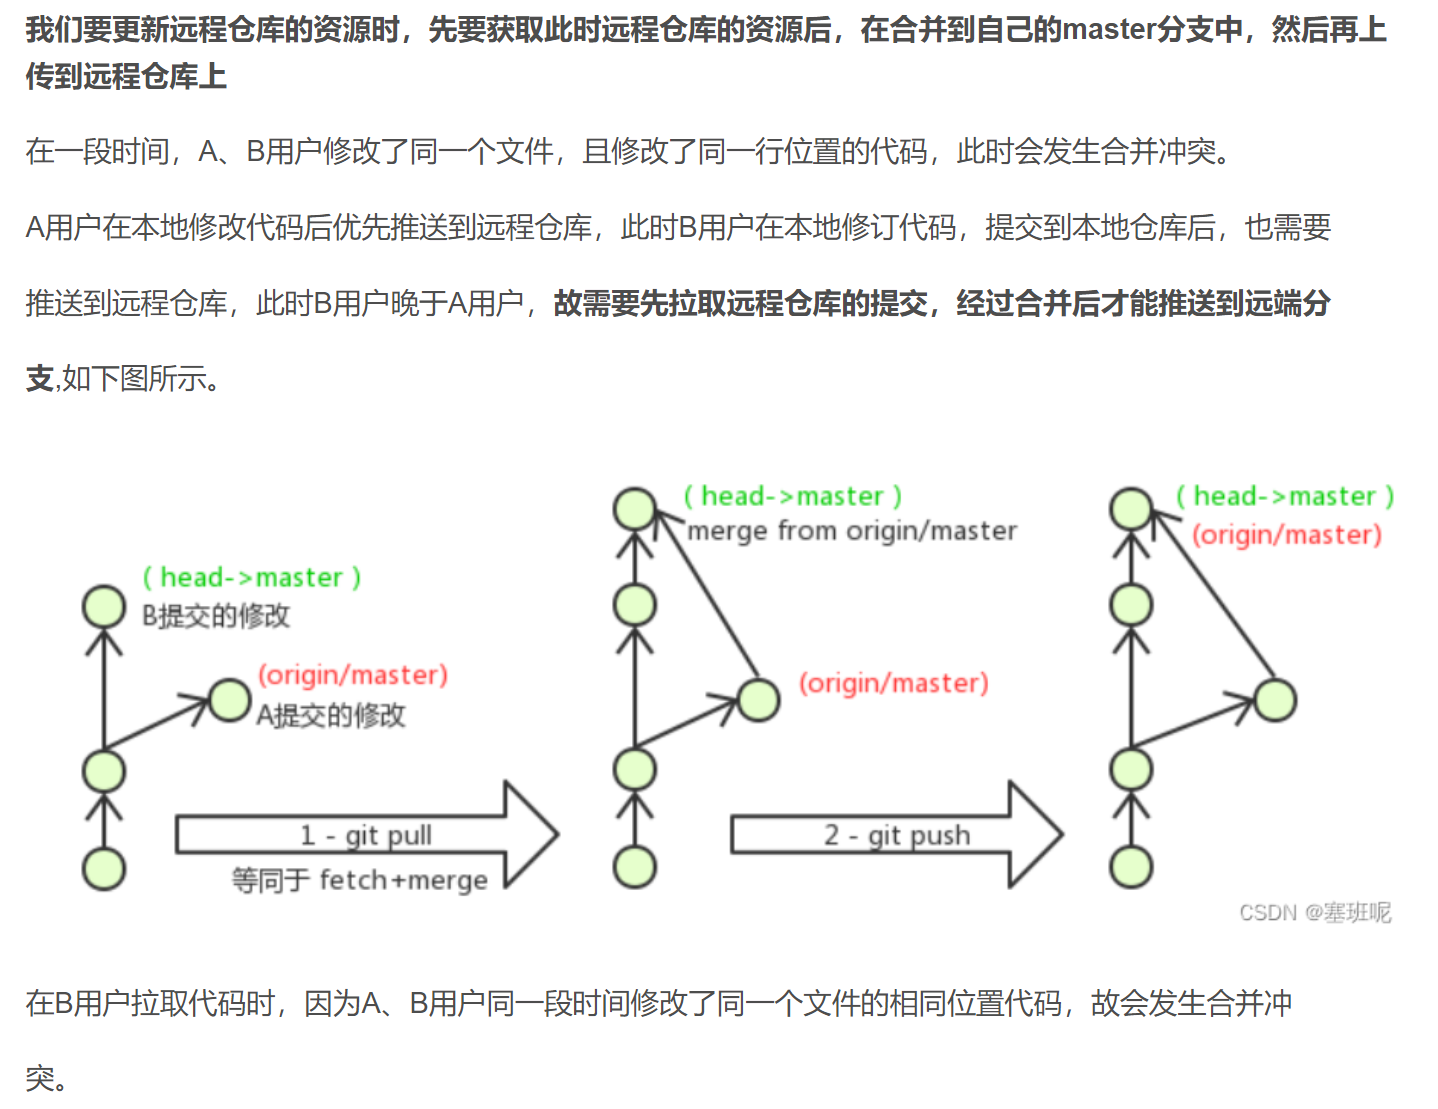 我们要更新远程仓库的资源时，先要获取此时远程仓库的资源后，在合并到自己的master分支中，然后再上
传到远程仓库上
在一段时间，A、B用户修改了同一个文件，且修改了同一行位置的代码，此时会发生合并冲突。
A用户在本地修改代码后优先推送到远程仓库，此时B用户在本地修订代码，提交到本地仓库后，也需要
推送到远程仓库，此时B用户晚于A用户，故需要先拉取远程仓库的提交，经过合并后才能推送到远端分
支,如下图所示。
( head->master )
B提交的修改
(origin/master)
A提交的修改
1 - git pull
等同于 fetch+merge
( head->master )
merge from origin/master
(origin/master)
2 - git push
( head->master )
(origin/master)
CSDN @塞班呢
在B用户拉取代码时，因为A、B用户同一段时间修改了同一个文件的相同位置代码，故会发生合并冲
突。